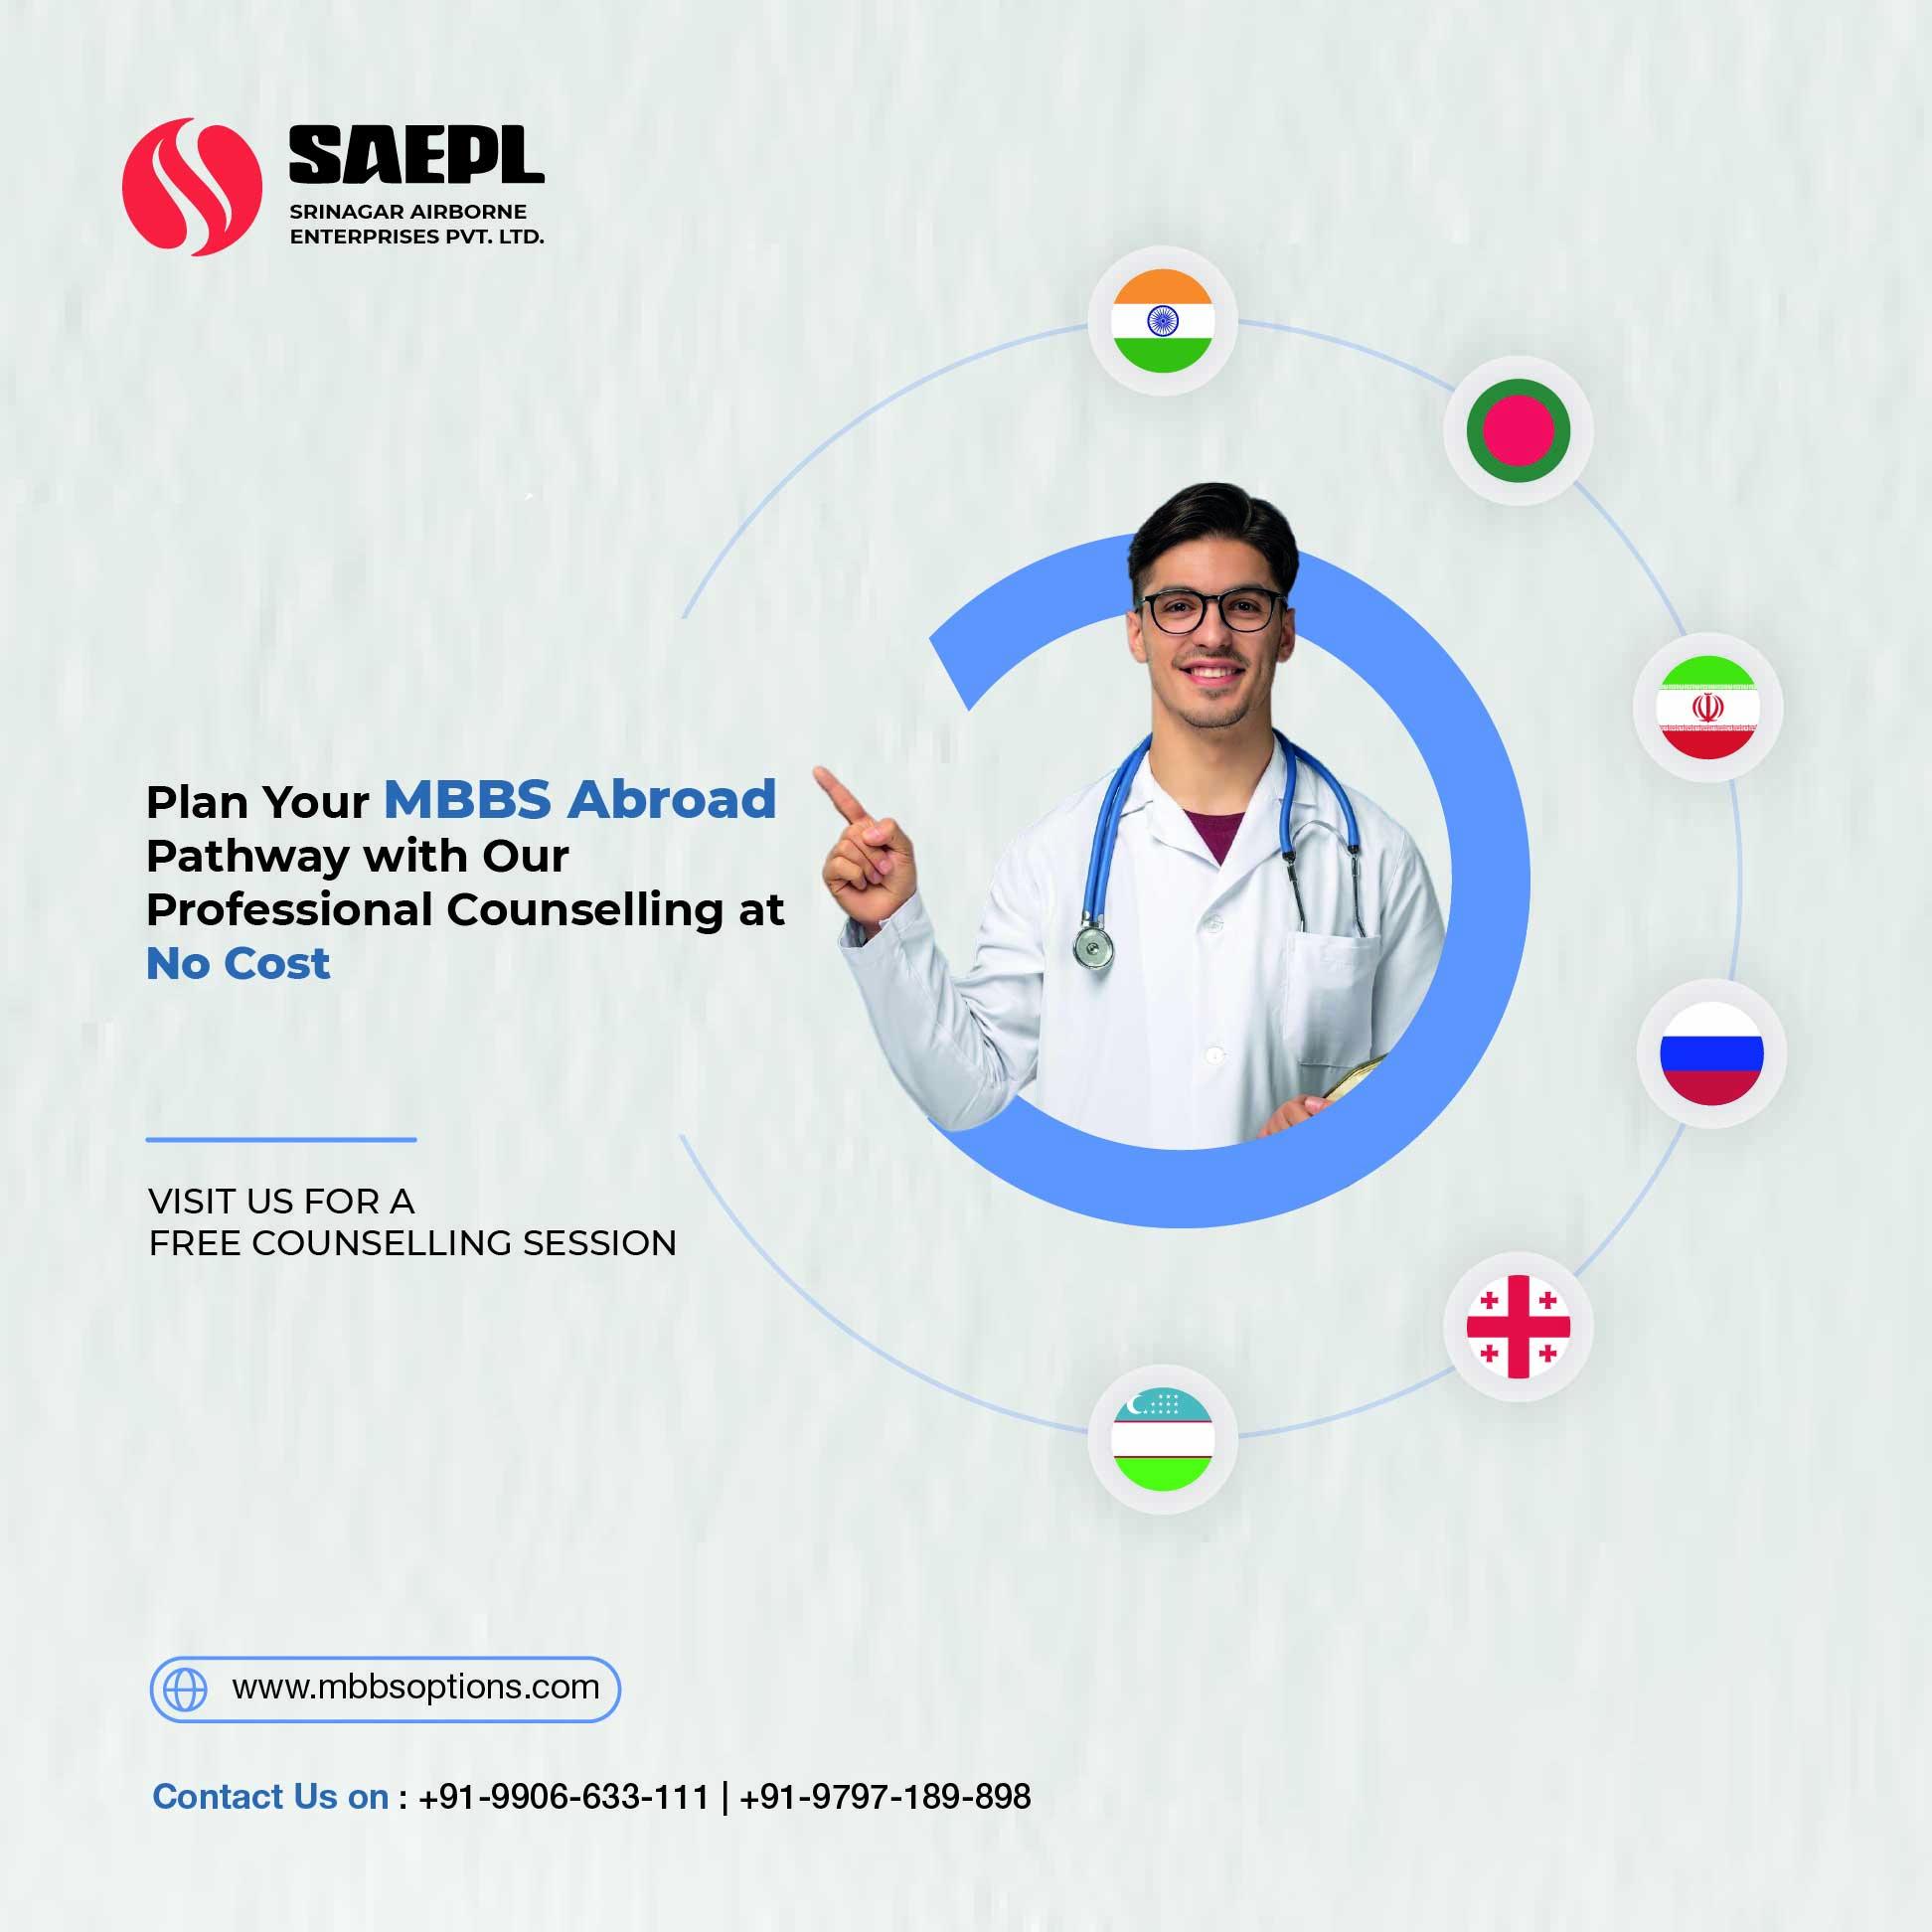 SAEPL
SRINAGAR AIRBORNE
ENTERPRISES PVT. LTD.
Plan Your MBBS Abroad
Pathway with Our
Professional Counselling at
No Cost
VISIT US FOR A
FREE COUNSELLING SESSION
www.mbbsoptions.com
Contact Us on : +91-9906-633-111 | +91-9797-189-898